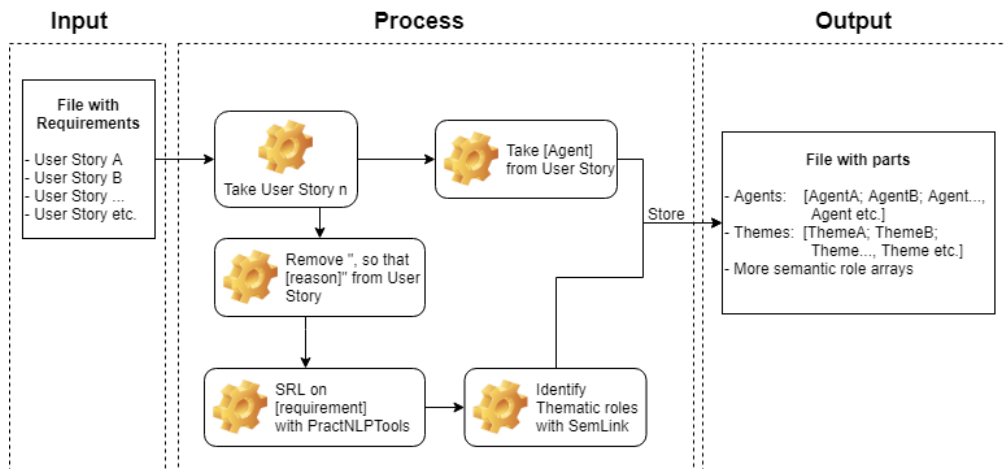 Input
Process
Output
File with
Requirements
- User Story A
- User Story B
- User Story ...
- User Story etc.
Take User Story n
Take [Agent]
from User Story
Remove ", so that
[reason]" from User
Story
SRL on
[requirement]
with PractNLPTools
Identify
Thematic roles
with SemLink
Store
File with parts
- Agents: [AgentA; AgentB; Agent...,
Agent etc.]
- Themes: [ThemeA; ThemeB;
Theme..., Theme etc.]
- More semantic role arrays